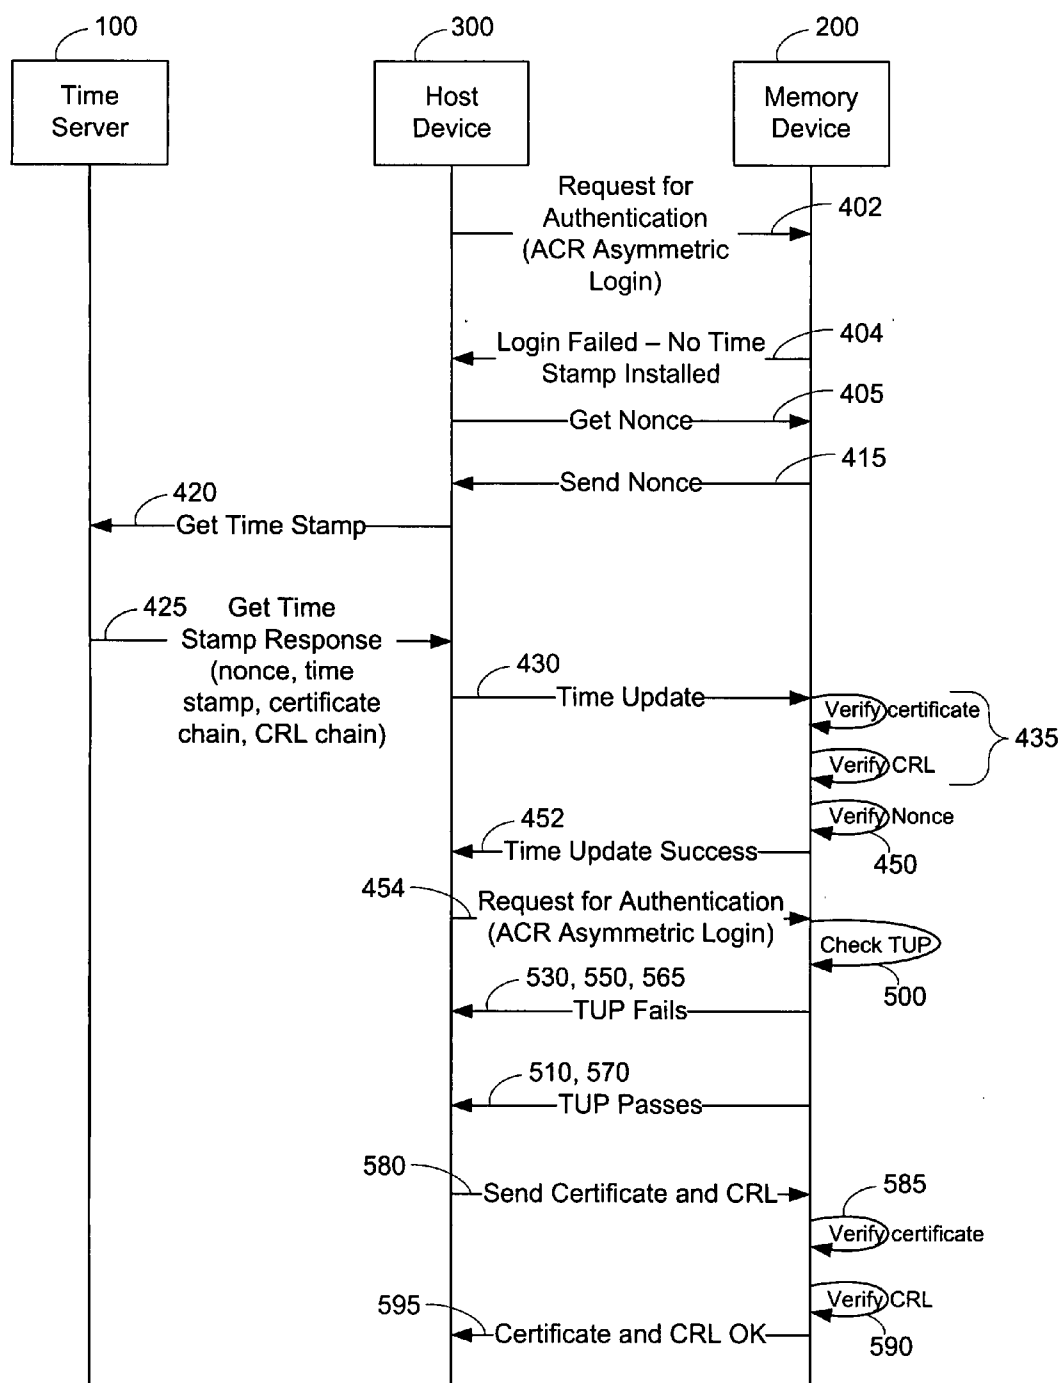 100
300
200
Time
Server
Host
Device
Memory
Device
Request for
Authentication
(ACR Asymmetric
Login)
402
Login Failed – No Time
Stamp Installed
404
Get Nonce
405
Send Nonce
415
420
Get Time Stamp
425
Get Time
Stamp Response
(nonce, time
stamp, certificate
chain, CRL chain)
430
Time Update
Verify certificate
Verify CRL
435
Verify Nonce
450
452
Time Update Success
454
Request for Authentication
(ACR Asymmetric Login)
Check TUP
500
530, 550, 565
TUP Fails
510, 570
TUP Passes
580
Send Certificate and CRL
585
Verify certificate
Verify CRL
590
595
Certificate and CRL OK